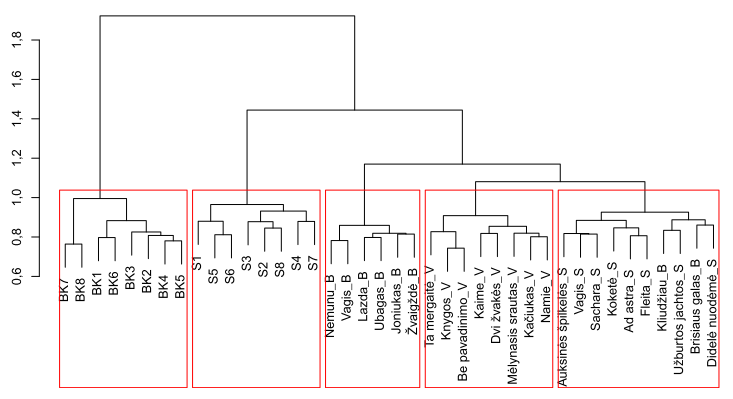 1,8
1,6
1,4
1,2
1,0
0,8
0,6
BK7
BK8
BK1
BK6
BK3
BK2
BK4
BK5
S1
S5
S6
S3
S2
S8
S4
S7
Nemunu_B
Vagis_B
Lazda_B
Ubagas_B
Joniukas_B
Žvaigždė_B
Ta mergaitė_V
Knygos_V
Be pavadinimo_V
Kaime_V
Dvi žvakės_V
Mėlynasis srautas_V
Kačiukas_V
Namie_V
Auksinės špilkelės_S
Vagis_S
Sachara_S
Koketė_S
Ad astra_S
Fleita_S
Kliudžiau_B
Užburtos jachtos_S
Brisiaus galas_B
Didelė nuodėmė_S